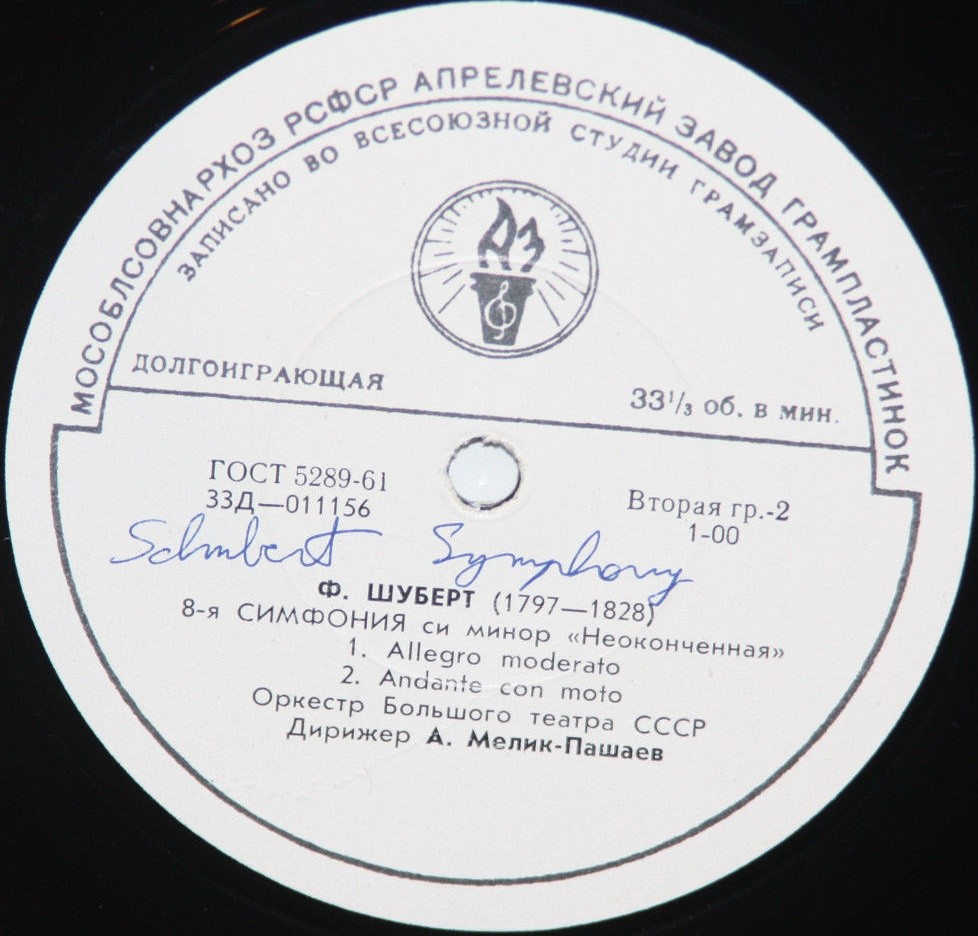 МОСОБЛСОВНАРХОЗ РСФСР АПРЕЛЕВСКИЙ ЗАВОД ГРАМПЛАСТИНОК
ЗАПИСАНО ВО ВСЕСОЮЗНОЙ СТУДИИ ГРАМЗАПИСИ
АЗ
ДОЛГОИГРАЮЩАЯ
33¹/₃ об. в мин.
ГОСТ 5289-61
33Д—011156
Вторая гр.-2
1-00
Schubert Symphony
Ф. ШУБЕРТ (1797—1828)
8-я СИМФОНИЯ си минор «Неоконченная»
1. Allegro moderato
2. Andante con moto
Оркестр Большого театра СССР
Дирижер А. Мелик-Пашаев